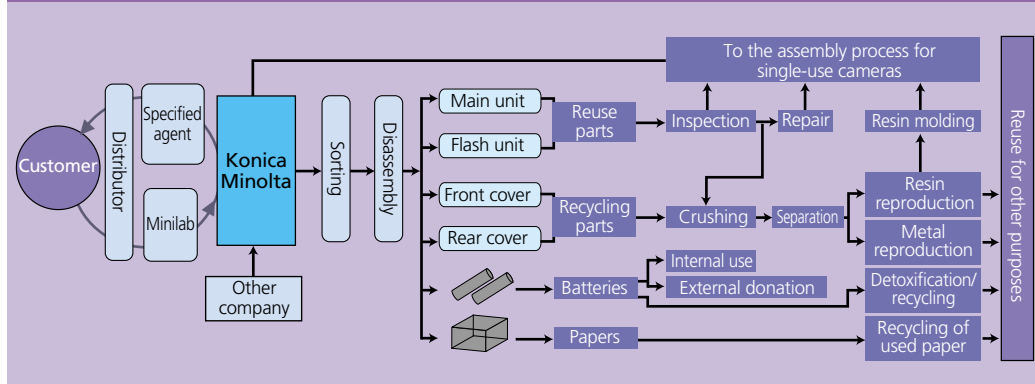 Customer
Distributor
Specified
agent
Minilab
Konica
Minolta
Other
company
Sorting
Disassembly
Main unit
Flash unit
Front cover
Rear cover
Reuse
parts
Recycling
parts
Batteries
Papers
To the assembly process for
single-use cameras
Inspection
Repair
Resin molding
Crushing
Separation
Resin
reproduction
Metal
reproduction
Internal use
External donation
Detoxification/
recycling
Recycling of
used paper
Reuse for other purposes